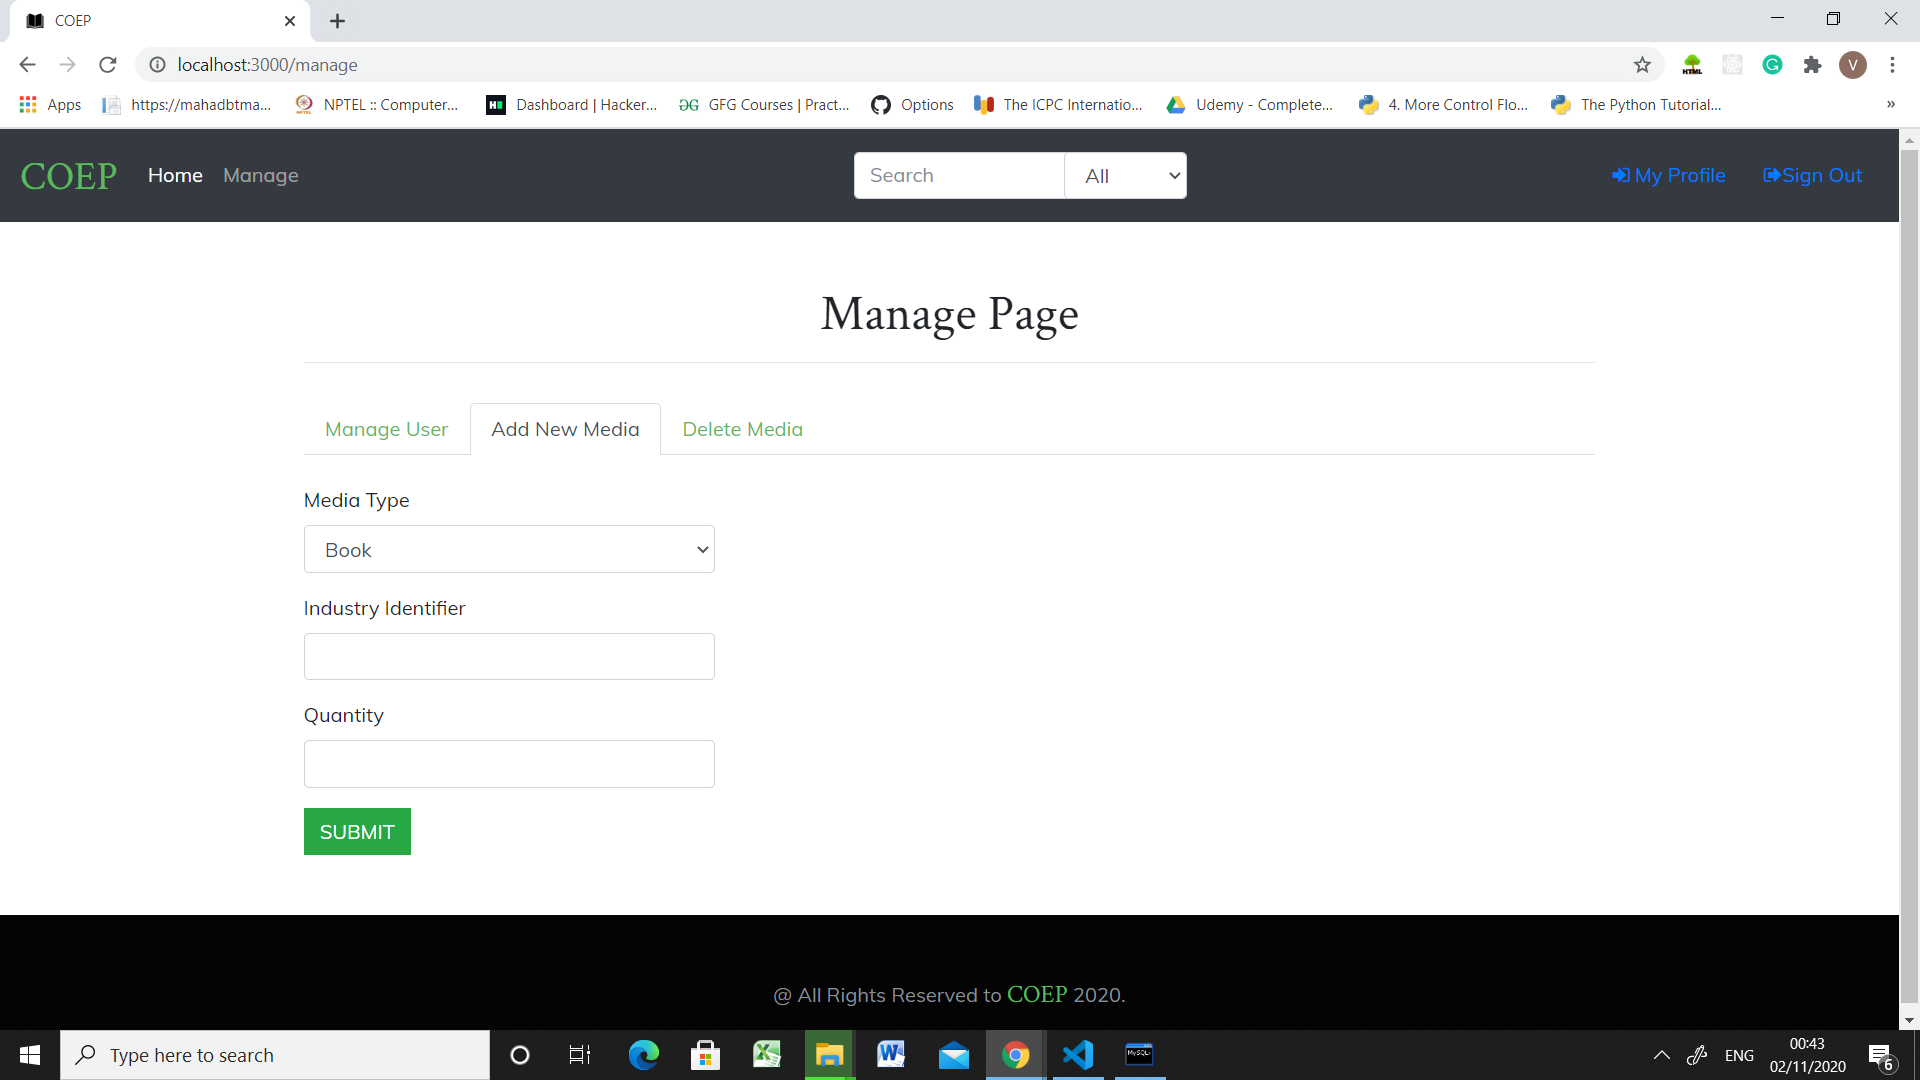 COEP
localhost:3000/manage
HTML
V
Apps
https://mahadbtma...
NPTEL :: Computer...
Dashboard | Hacker...
GFG Courses | Pract...
Options
The ICPC Internatio...
Udemy - Complete...
4. More Control Flo...
The Python Tutorial...
»
COEP
Home
Manage
Search
All
My Profile
Sign Out
Manage Page
Manage User
Add New Media
Delete Media
Media Type
Book
Industry Identifier
Quantity
SUBMIT
@ All Rights Reserved to COEP 2020.
Type here to search
ENG
00:43
02/11/2020
6